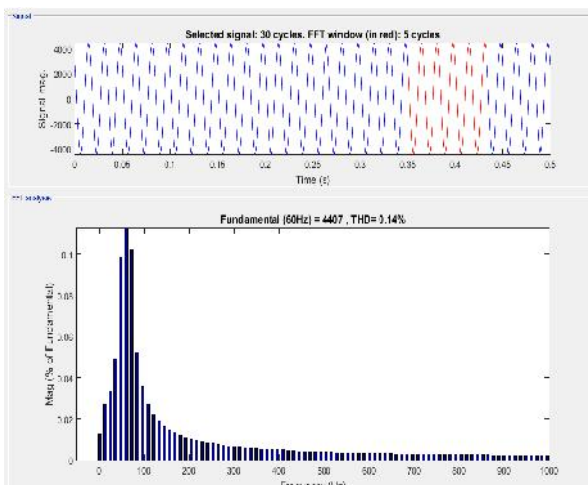 Signal
Selected signal: 30 cycles. FFT window (in red): 5 cycles
Signal mag.
4000
2000
0
-2000
-4000
0 0.05 0.1 0.15 0.2 0.25 0.3 0.35 0.4 0.45 0.5
Time (s)
FFT analysis
Fundamental (60Hz) = 4407 , THD= 0.14%
Mag (% of Fundamental)
0.1
0.08
0.06
0.04
0.02
0
0 100 200 300 400 500 600 700 800 900 1000
Frequency (Hz)